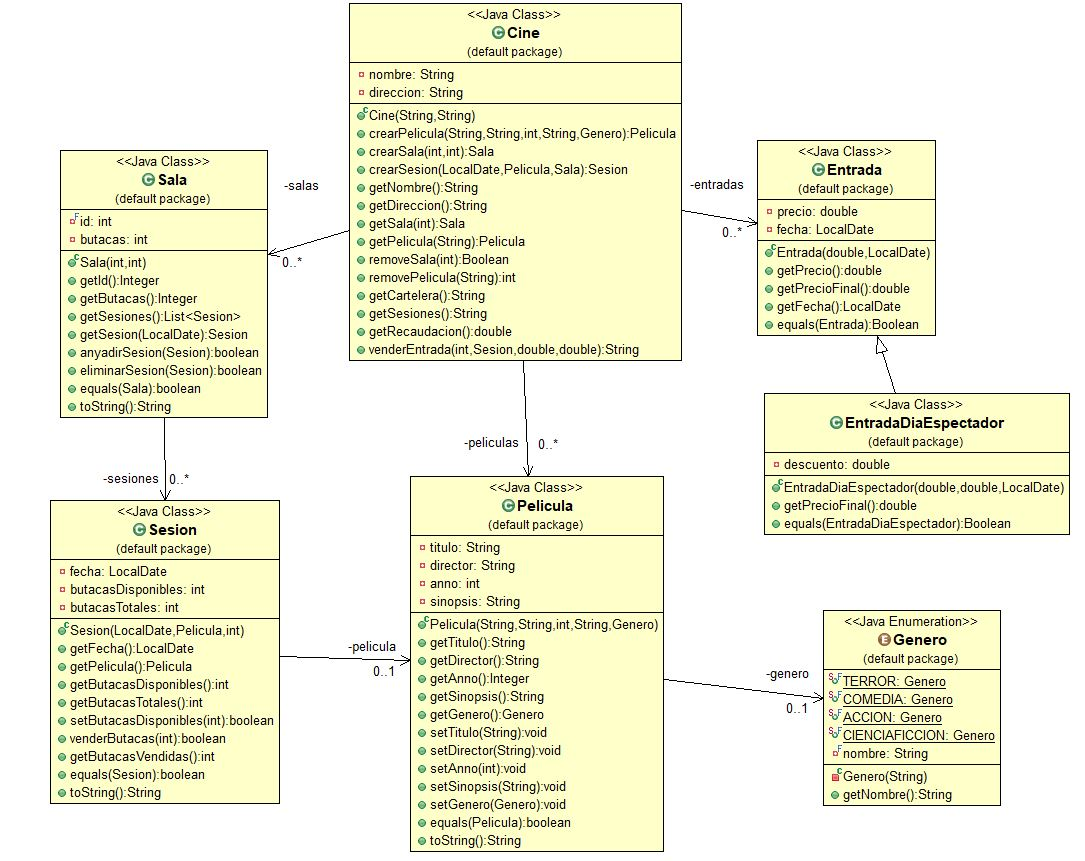 <<Java Class>>
Cine
(default package)
nombre: String
direccion: String
Cine(String,String)
crearPelicula(String,String,int,String,Genero):Pelicula
crearSala(int,int):Sala
crearSesion(LocalDate,Pelicula,Sala):Sesion
getNombre():String
getDireccion():String
getSala(int):Sala
getPelicula(String):Pelicula
removeSala(int):Boolean
removePelicula(String):int
getCartelera():String
getSesiones():String
getRecaudacion():double
venderEntrada(int,Sesion,double,double):String
-salas
0..*
-entradas
0..*
-peliculas
0..*
<<Java Class>>
Sala
(default package)
id: int
butacas: int
Sala(int,int)
getId():Integer
getButacas():Integer
getSesiones():List<Sesion>
getSesion(LocalDate):Sesion
anyadirSesion(Sesion):boolean
eliminarSesion(Sesion):boolean
equals(Sala):boolean
toString():String
-sesiones
0..*
<<Java Class>>
Entrada
(default package)
precio: double
fecha: LocalDate
Entrada(double,LocalDate)
getPrecio():double
getPrecioFinal():double
getFecha():LocalDate
equals(Entrada):Boolean
<<Java Class>>
EntradaDiaEspectador
(default package)
descuento: double
EntradaDiaEspectador(double,double,LocalDate)
getPrecioFinal():double
equals(EntradaDiaEspectador):Boolean
<<Java Class>>
Sesion
(default package)
fecha: LocalDate
butacasDisponibles: int
butacasTotales: int
Sesion(LocalDate,Pelicula,int)
getFecha():LocalDate
getPelicula():Pelicula
getButacasDisponibles():int
getButacasTotales():int
setButacasDisponibles(int):boolean
venderButacas(int):boolean
getButacasVendidas():int
equals(Sesion):boolean
toString():String
-pelicula
0..1
<<Java Class>>
Pelicula
(default package)
titulo: String
director: String
anno: int
sinopsis: String
Pelicula(String,String,int,String,Genero)
getTitulo():String
getDirector():String
getAnno():Integer
getSinopsis():String
getGenero():Genero
setTitulo(String):void
setDirector(String):void
setAnno(int):void
setSinopsis(String):void
setGenero(Genero):void
equals(Pelicula):boolean
toString():String
-genero
0..1
<<Java Enumeration>>
Genero
(default package)
TERROR: Genero
COMEDIA: Genero
ACCION: Genero
CIENCIAFICCION: Genero
nombre: String
Genero(String)
getNombre():String